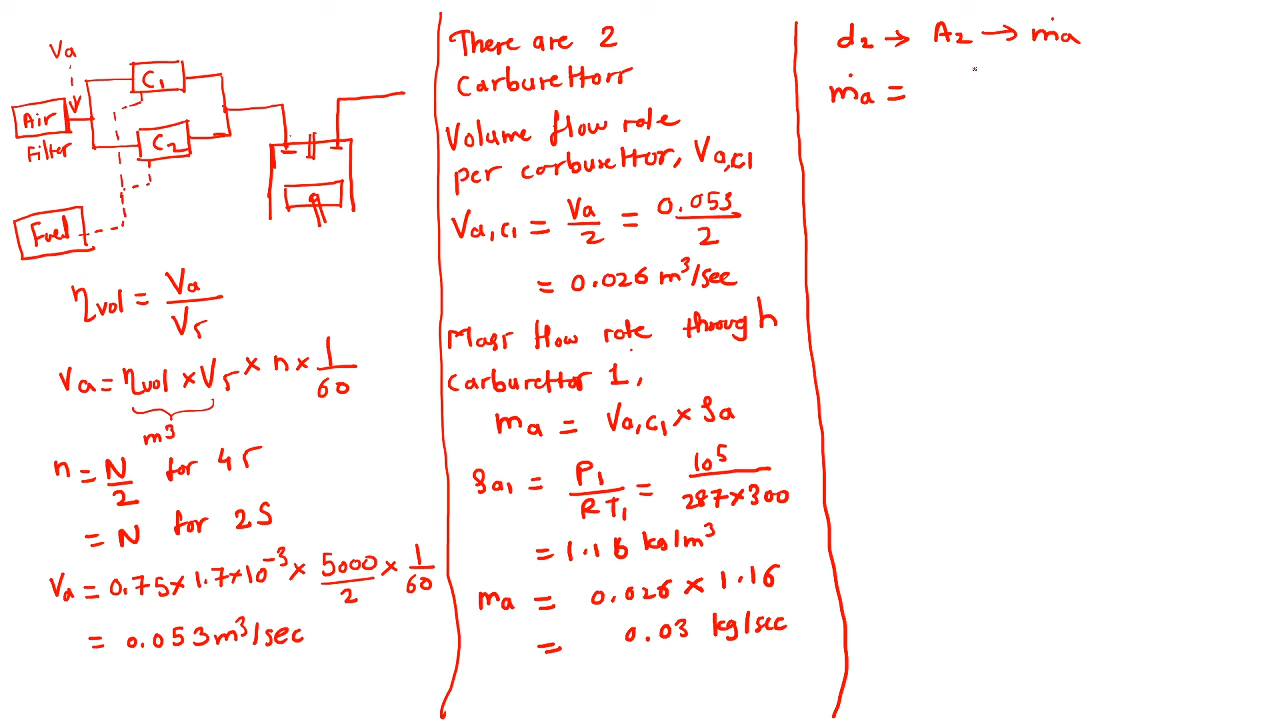 Va
C1
Air
Filter
C2
Fuel
ηvol = Va / Vs
Va = ηvol × Vs × n × 1/60
m³
n = N/2 for 4s
= N for 2S
Va = 0.75 × 1.7 × 10⁻³ × 5000/2 × 1/60
= 0.053 m³/sec
There are 2
Carburettors
Volume flow rate
per carburettor, Va,c1
Va,c1 = Va/2 = 0.053/2
= 0.026 m³/sec
Mass flow rate through
carburettor 1,
ma = Va,c1 × ρa
ρa1 = P1/RT1 = 10⁵/287×300
= 1.16 kg/m³
ma = 0.026 × 1.16
= 0.03 kg/sec
d2 → A2 → ṁa
ṁa =